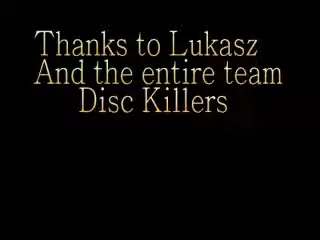 Thanks to Lukasz
And the entire team
Disc Killers